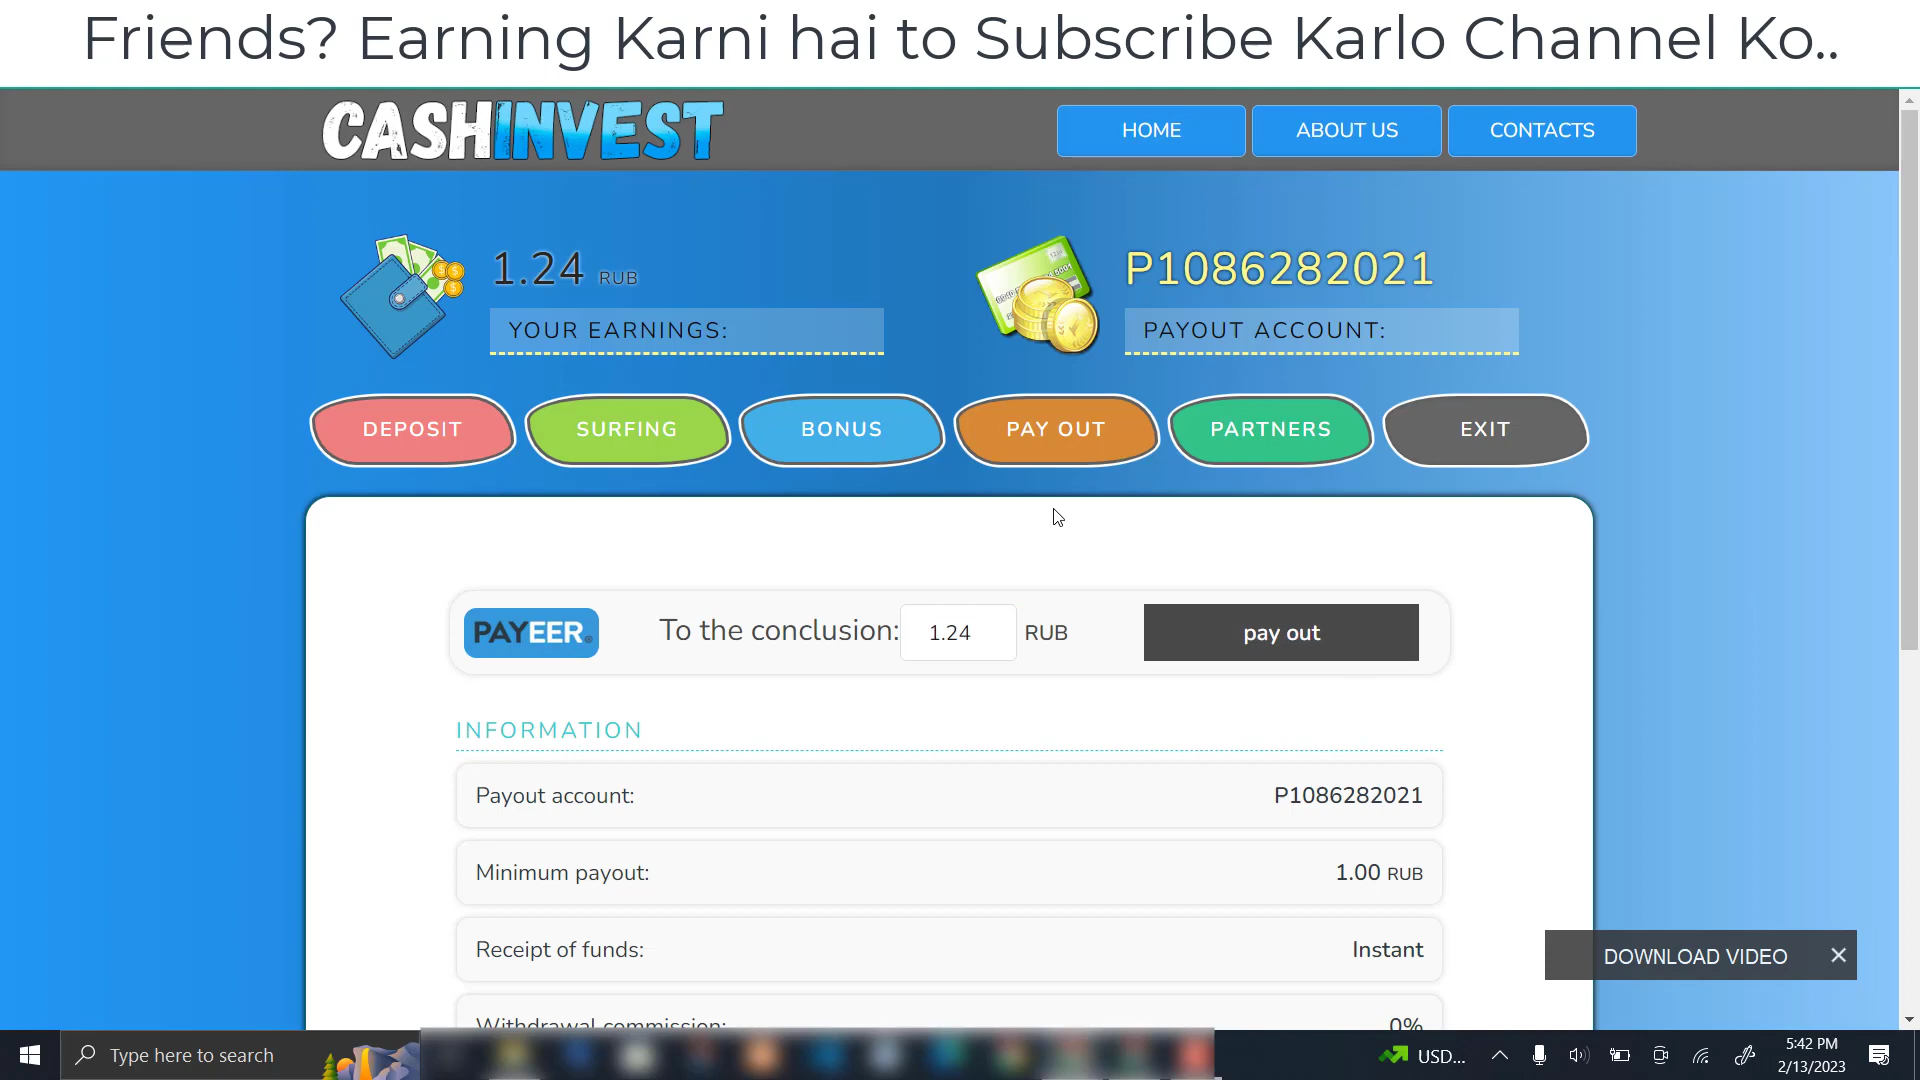 Friends? Earning Karni hai to Subscribe Karlo Channel Ko..
CASHINVEST
HOME
ABOUT US
CONTACTS
1.24 RUB
YOUR EARNINGS:
P1086282021
PAYOUT ACCOUNT:
DEPOSIT
SURFING
BONUS
PAY OUT
PARTNERS
EXIT
PAYEER®
To the conclusion: 1.24 RUB
pay out
INFORMATION
Payout account: P1086282021
Minimum payout: 1.00 RUB
Receipt of funds: Instant
Withdrawal commission: 0%
DOWNLOAD VIDEO
Type here to search
USD...
5:42 PM
2/13/2023